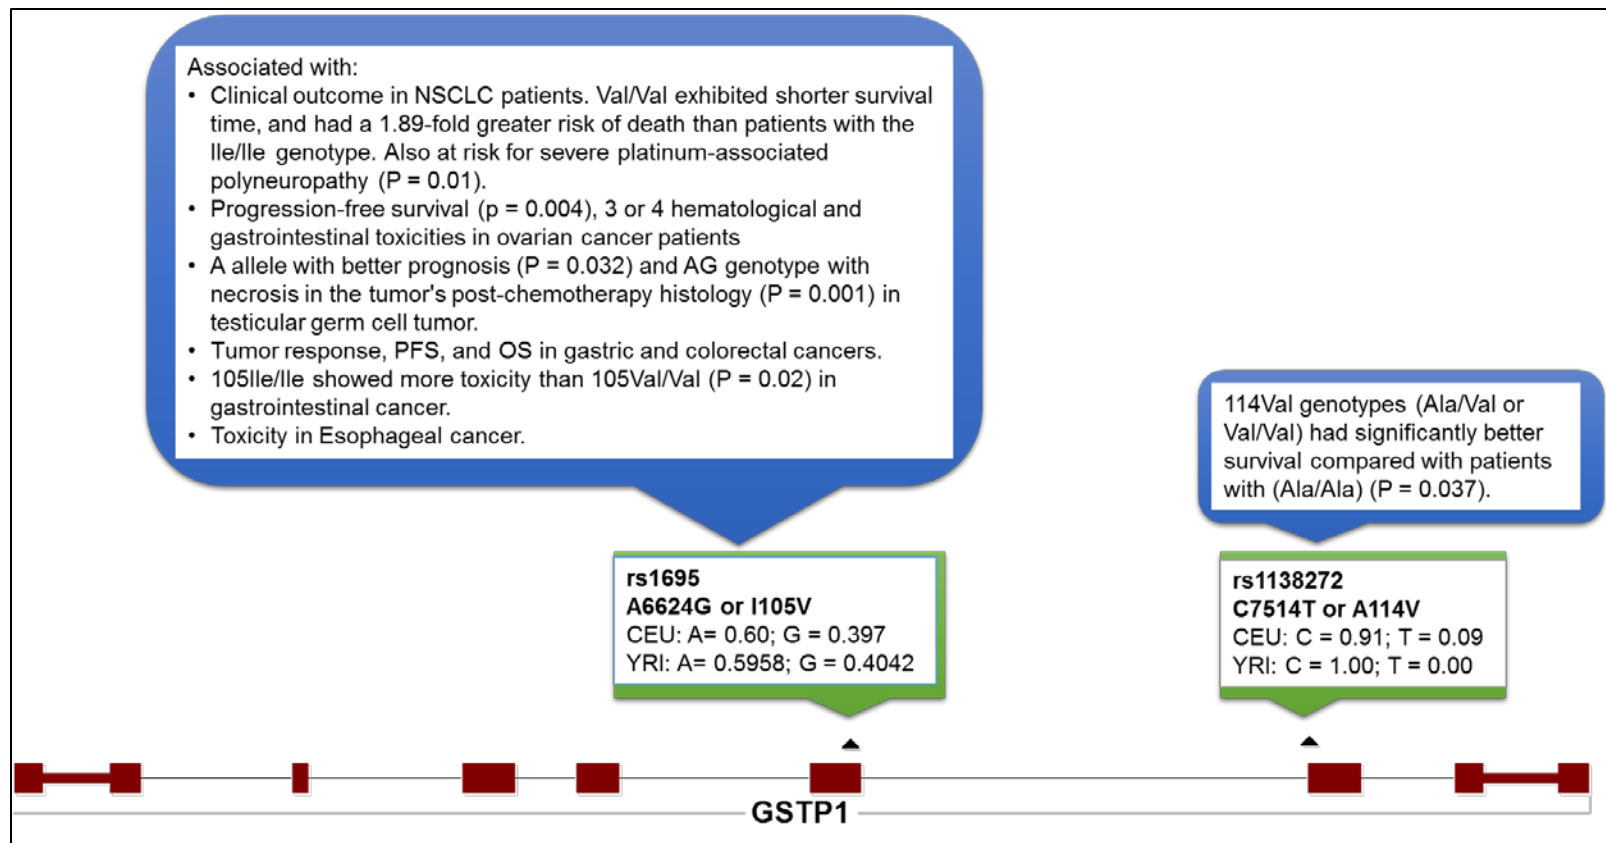 Associated with:
• Clinical outcome in NSCLC patients. Val/Val exhibited shorter survival
time, and had a 1.89-fold greater risk of death than patients with the
Ile/Ile genotype. Also at risk for severe platinum-associated
polyneuropathy (P = 0.01).
• Progression-free survival (p = 0.004), 3 or 4 hematological and
gastrointestinal toxicities in ovarian cancer patients
• A allele with better prognosis (P = 0.032) and AG genotype with
necrosis in the tumor's post-chemotherapy histology (P = 0.001) in
testicular germ cell tumor.
• Tumor response, PFS, and OS in gastric and colorectal cancers.
• 105Ile/Ile showed more toxicity than 105Val/Val (P = 0.02) in
gastrointestinal cancer.
• Toxicity in Esophageal cancer.
114Val genotypes (Ala/Val or
Val/Val) had significantly better
survival compared with patients
with (Ala/Ala) (P = 0.037).
rs1695
A6624G or I105V
CEU: A= 0.60; G = 0.397
YRI: A= 0.5958; G = 0.4042
rs1138272
C7514T or A114V
CEU: C = 0.91; T = 0.09
YRI: C = 1.00; T = 0.00
GSTP1